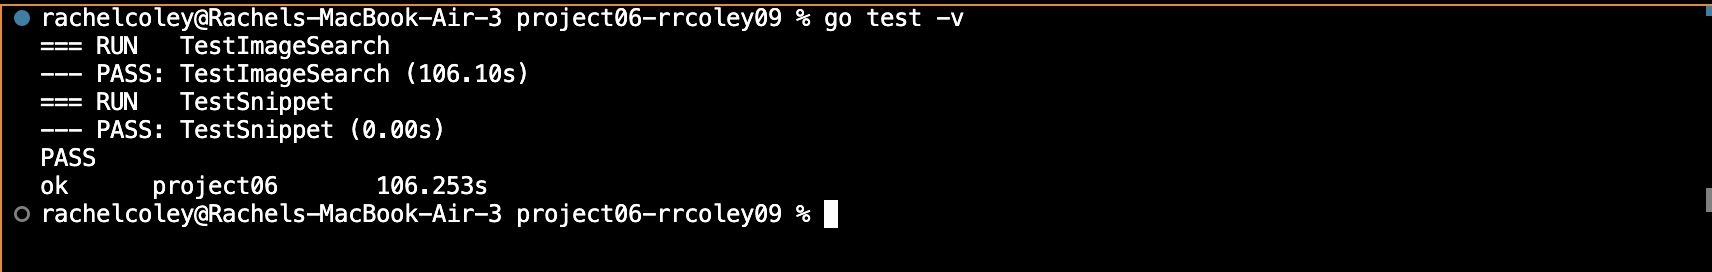 rachelcoley@Rachels-MacBook-Air-3 project06-rrcoley09 % go test -v
=== RUN   TestImageSearch
--- PASS: TestImageSearch (106.10s)
=== RUN   TestSnippet
--- PASS: TestSnippet (0.00s)
PASS
ok      project06       106.253s
rachelcoley@Rachels-MacBook-Air-3 project06-rrcoley09 %